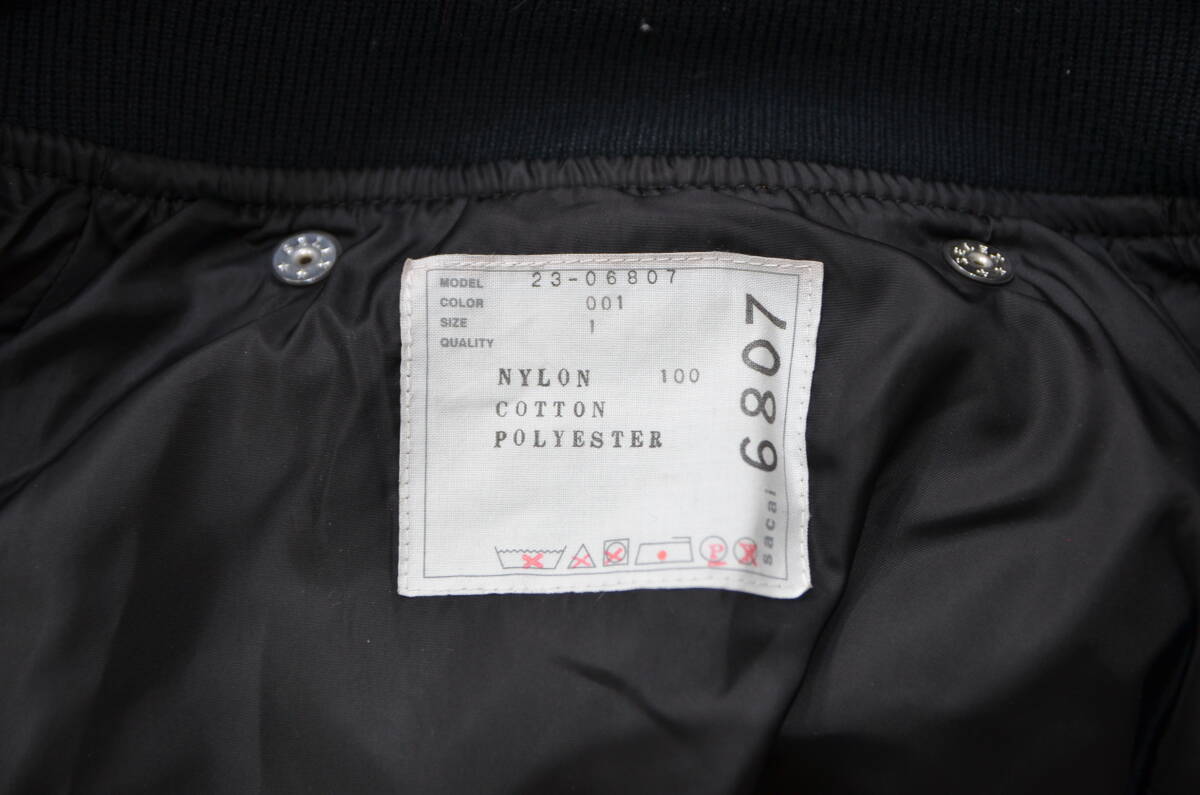 MODEL 23-06807
COLOR 001
SIZE 1
QUALITY
NYLON 100
COTTON
POLYESTER
P
sacai 6807